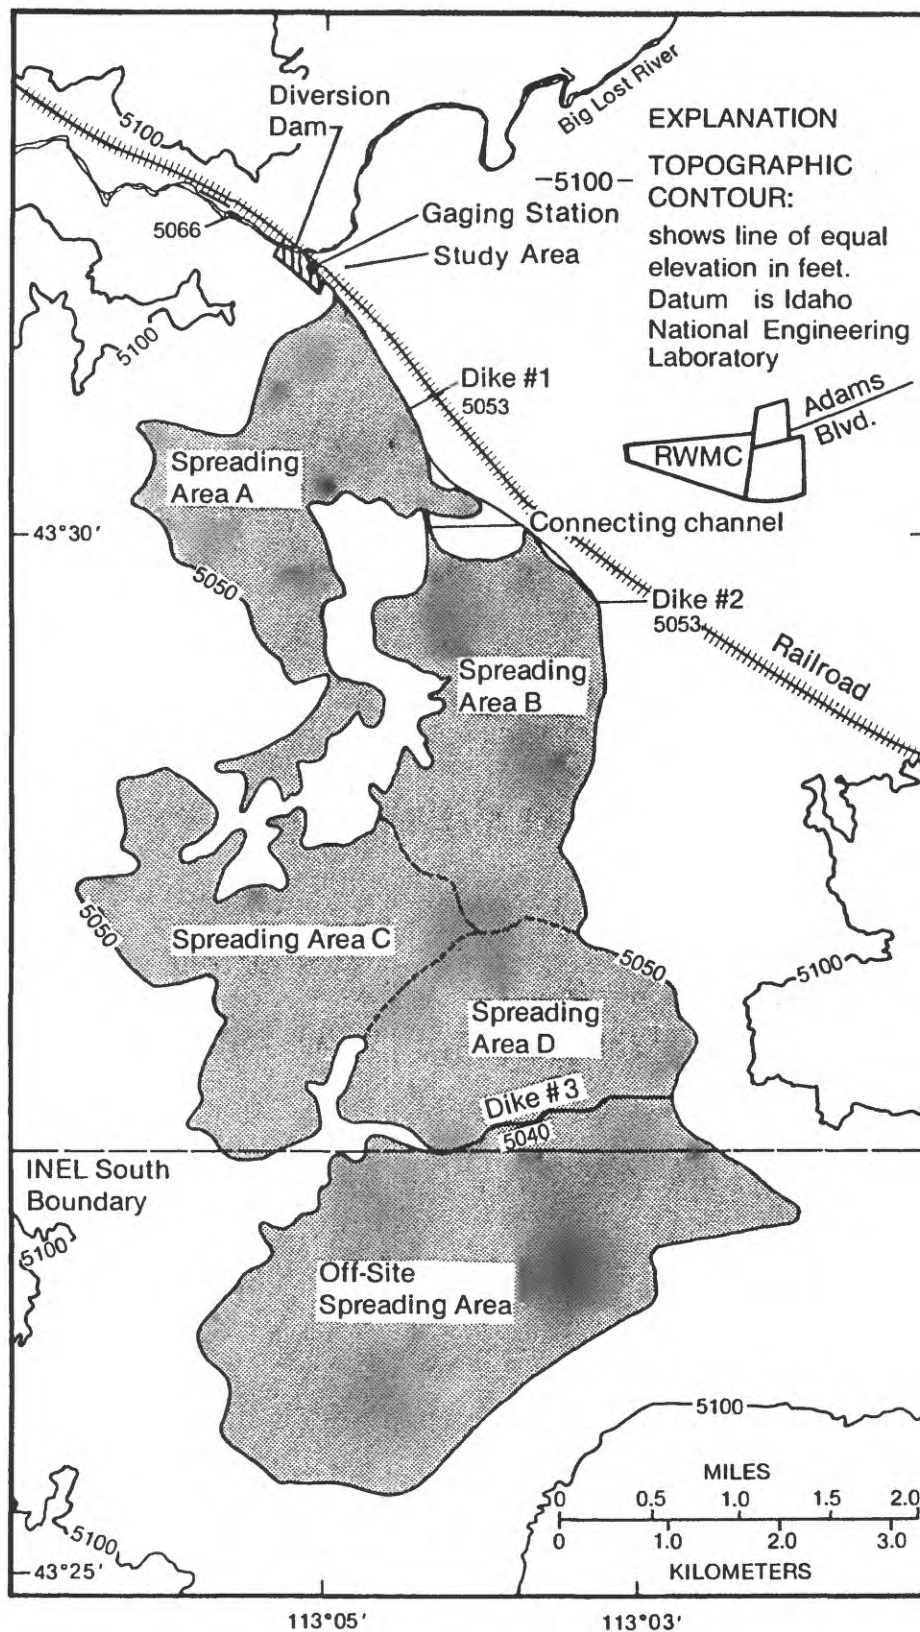 Big Lost River
Diversion
Dam
5100
EXPLANATION
TOPOGRAPHIC
CONTOUR:
—5100—
shows line of equal
elevation in feet.
Datum is Idaho
National Engineering
Laboratory
Gaging Station
5066
Study Area
5100
Dike #1
5053
Adams
Blvd.
RWMC
Spreading
Area A
Connecting channel
43°30'
5050
Dike #2
5053
Railroad
Spreading
Area B
5050
Spreading Area C
5050
5100
Spreading
Area D
Dike #3
5040
INEL South
Boundary
5100
Off-Site
Spreading Area
5100
MILES
0 0.5 1.0 1.5 2.0
0 1.0 2.0 3.0
KILOMETERS
5100
43°25'
113°05' 113°03'